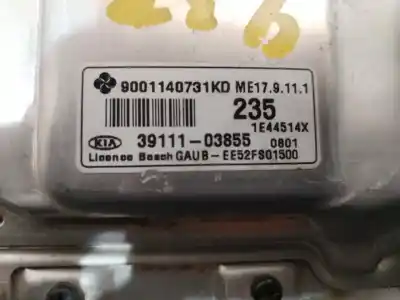 9001140731KD ME17.9.11.1
235
1E44514X
KIA 39111-03855 0801
Licence Bosch GAUB-EE52FS01500